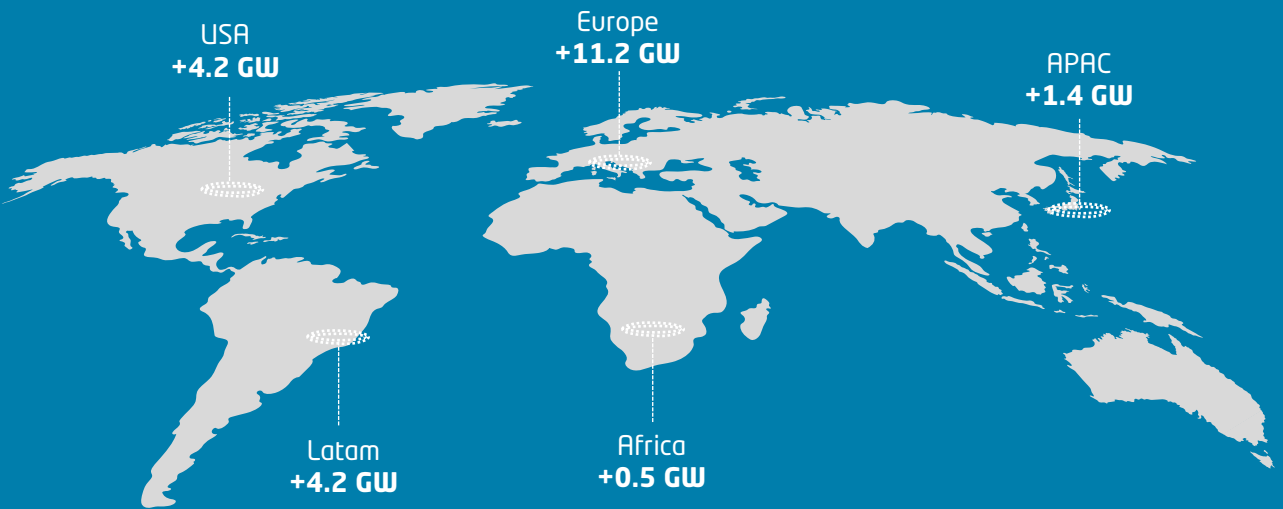 USA
+4.2 GW
Europe
+11.2 GW
APAC
+1.4 GW
Latam
+4.2 GW
Africa
+0.5 GW